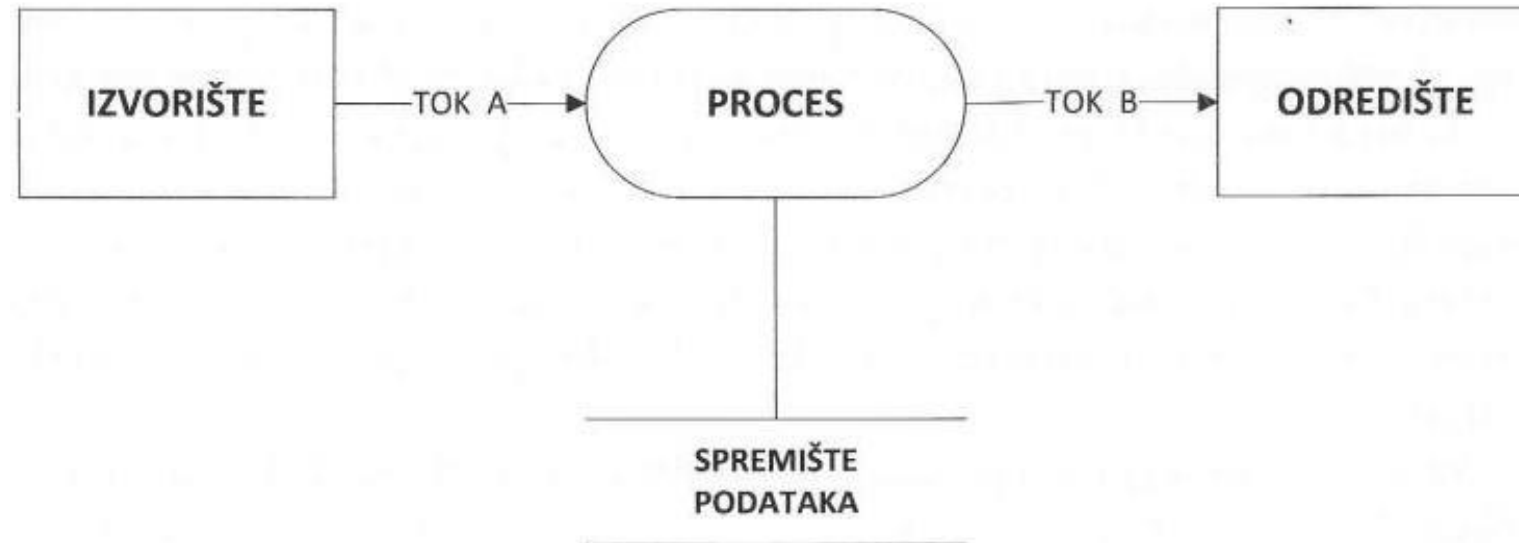 IZVORIŠTE
TOK A
PROCES
TOK B
ODREDIŠTE
SPREMIŠTE
PODATAKA